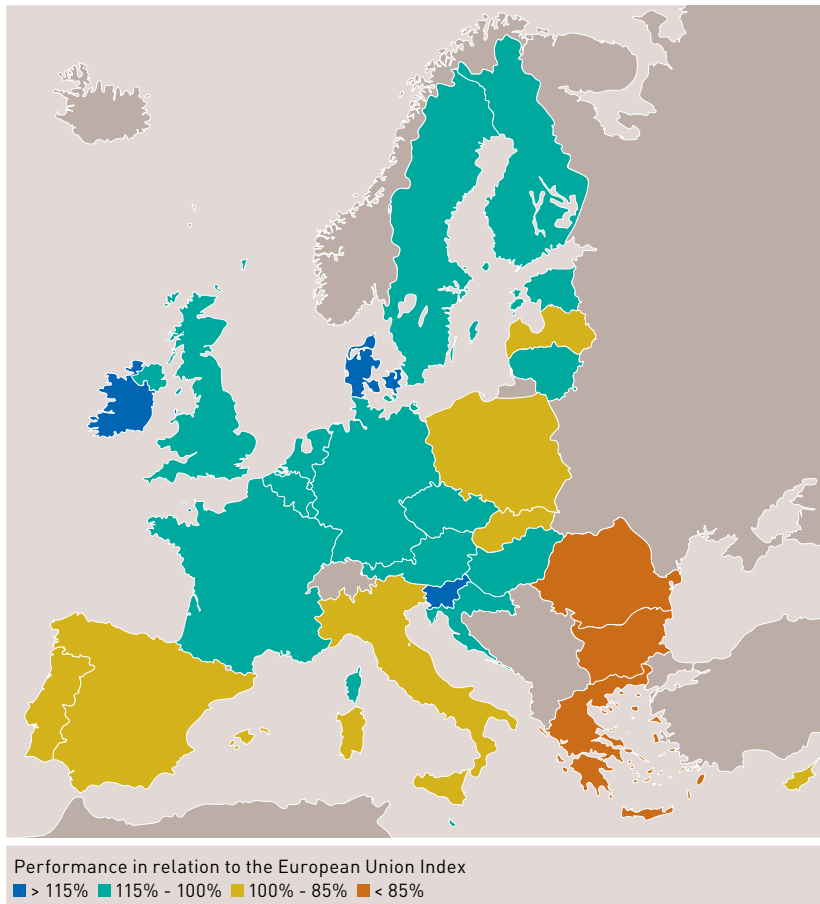 Performance in relation to the European Union Index
> 115% 115% - 100% 100% - 85% < 85%